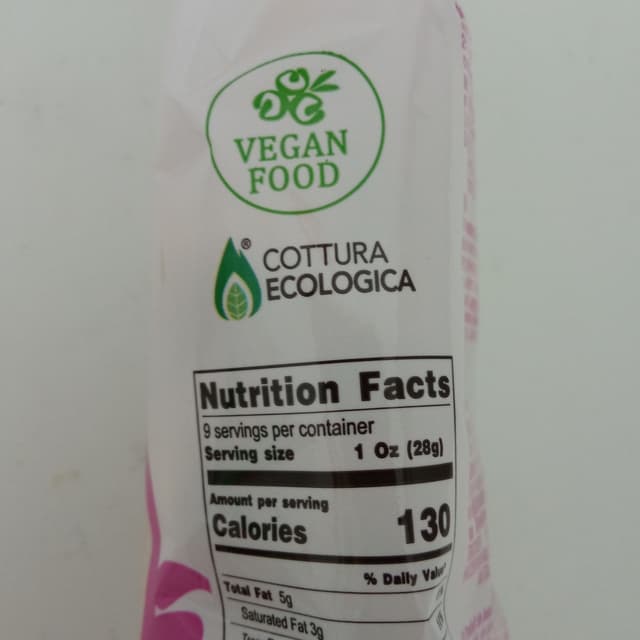 VEGAN
FOOD
® COTTURA
ECOLOGICA
Nutrition Facts
9 servings per container
Serving size 1 Oz (28g)
Amount per serving
Calories 130
% Daily
Total Fat 5g
Saturated Fat 3g